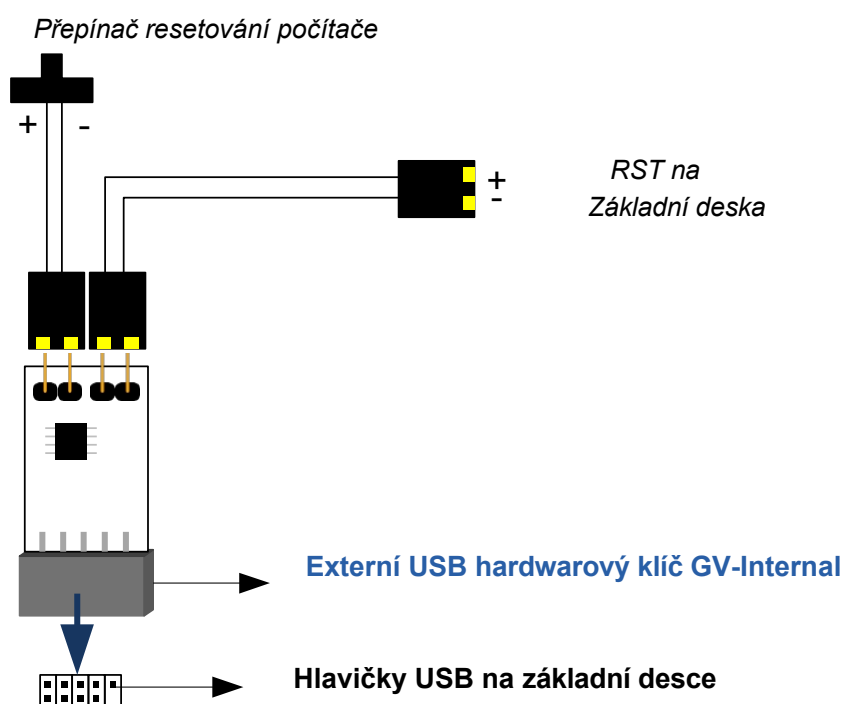 Přepínač resetování počítače
+ -
+
-
RST na
Základní deska
Externí USB hardwarový klíč GV-Internal
Hlavičky USB na základní desce